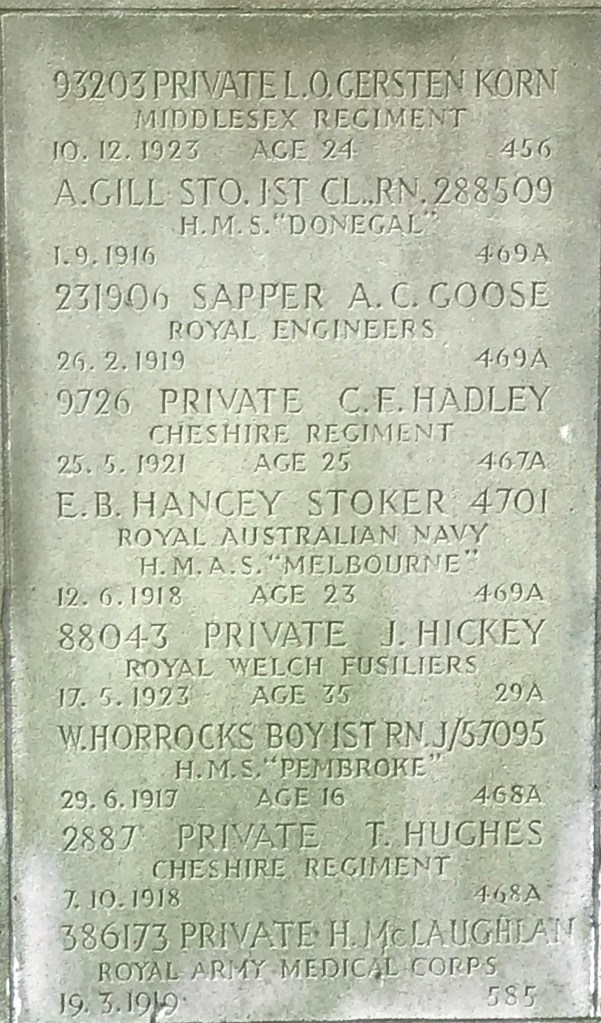 93203 PRIVATE L.O. GERSTEN KORN
MIDDLESEX REGIMENT
10. 12. 1923 AGE 24 456
A. GILL STO. 1ST CL., RN. 288509
H.M.S. "DONEGAL"
1. 9. 1916 469A
231906 SAPPER A. C. GOOSE
ROYAL ENGINEERS
26. 2. 1919 469A
9726 PRIVATE C. E. HADLEY
CHESHIRE REGIMENT
25. 5. 1921 AGE 25 467A
E. B. HANCEY STOKER 4701
ROYAL AUSTRALIAN NAVY
H. M. A. S. "MELBOURNE"
12. 6. 1918 AGE 23 469A
88043 PRIVATE J. HICKEY
ROYAL WELCH FUSILIERS
17. 5. 1923 AGE 35 29A
W. HORROCKS BOY 1ST RN. J/57095
H.M.S. "PEMBROKE"
29. 6. 1917 AGE 16 468A
2887 PRIVATE T. HUGHES
CHESHIRE REGIMENT
7. 10. 1918 468A
386173 PRIVATE H. McLAUGHLAN
ROYAL ARMY MEDICAL CORPS
19. 3. 1919 585